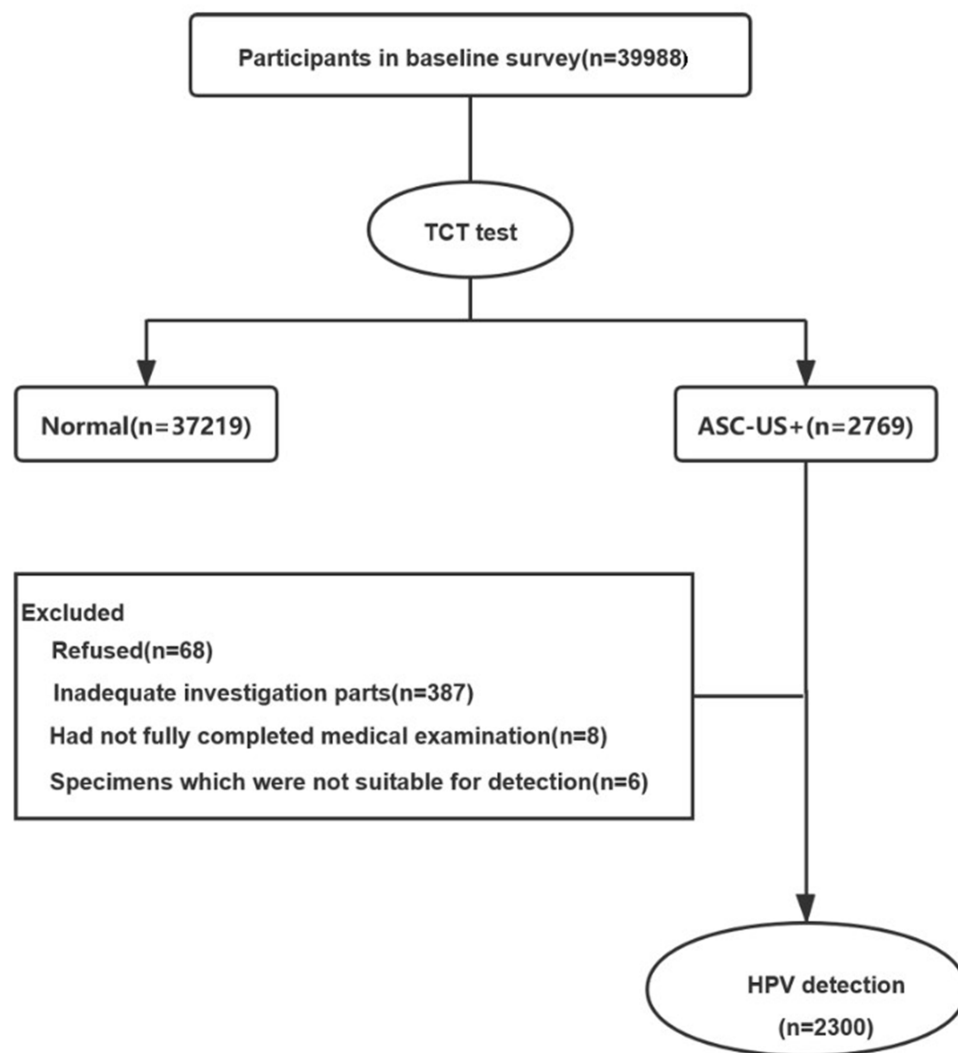 Participants in baseline survey(n=39988)
TCT test
Normal(n=37219)
ASC-US+(n=2769)
Excluded
Refused(n=68)
Inadequate investigation parts(n=387)
Had not fully completed medical examination(n=8)
Specimens which were not suitable for detection(n=6)
HPV detection
(n=2300)